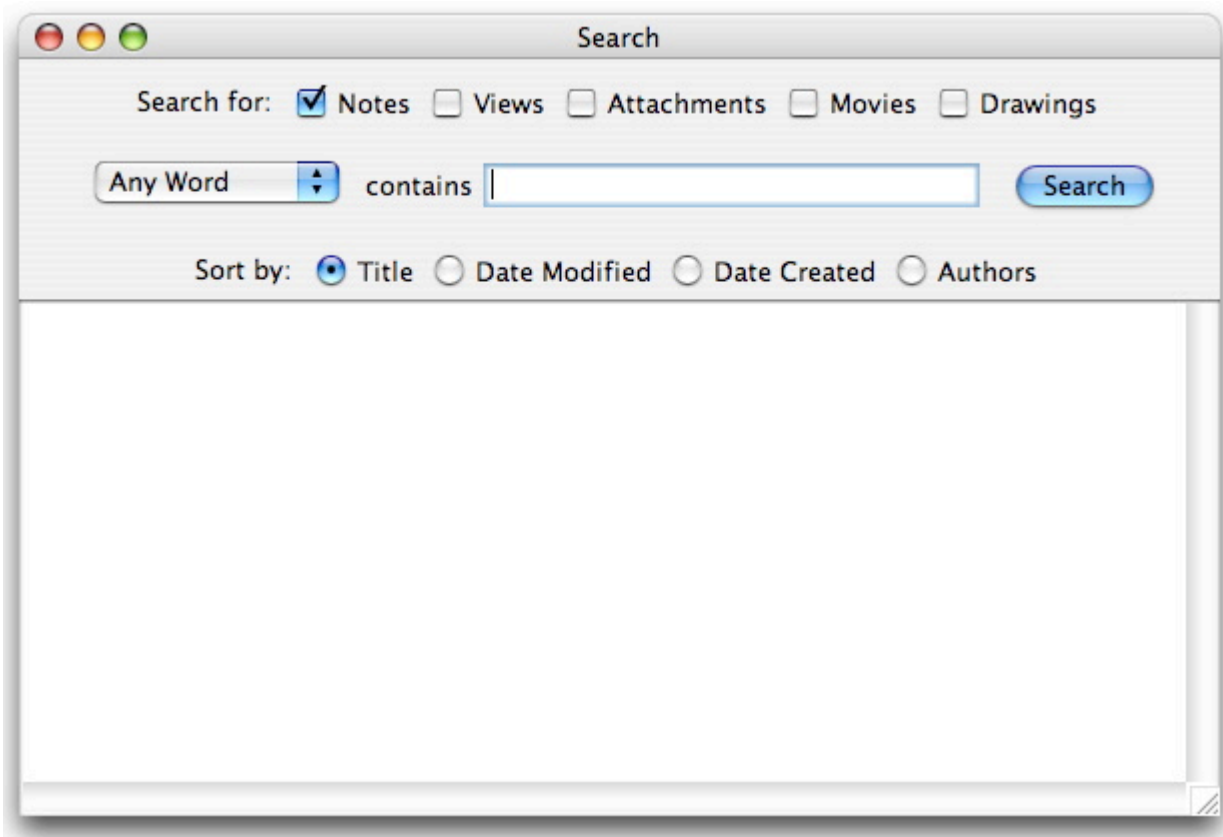 Search
Search for: Notes Views Attachments Movies Drawings
Any Word contains Search
Sort by: Title Date Modified Date Created Authors